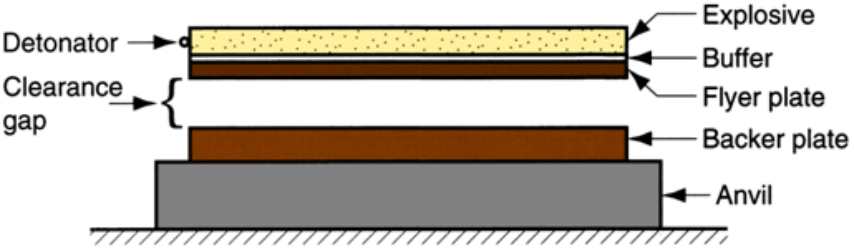 Explosive
Detonator
Buffer
Clearance
gap
Flyer plate
Backer plate
Anvil